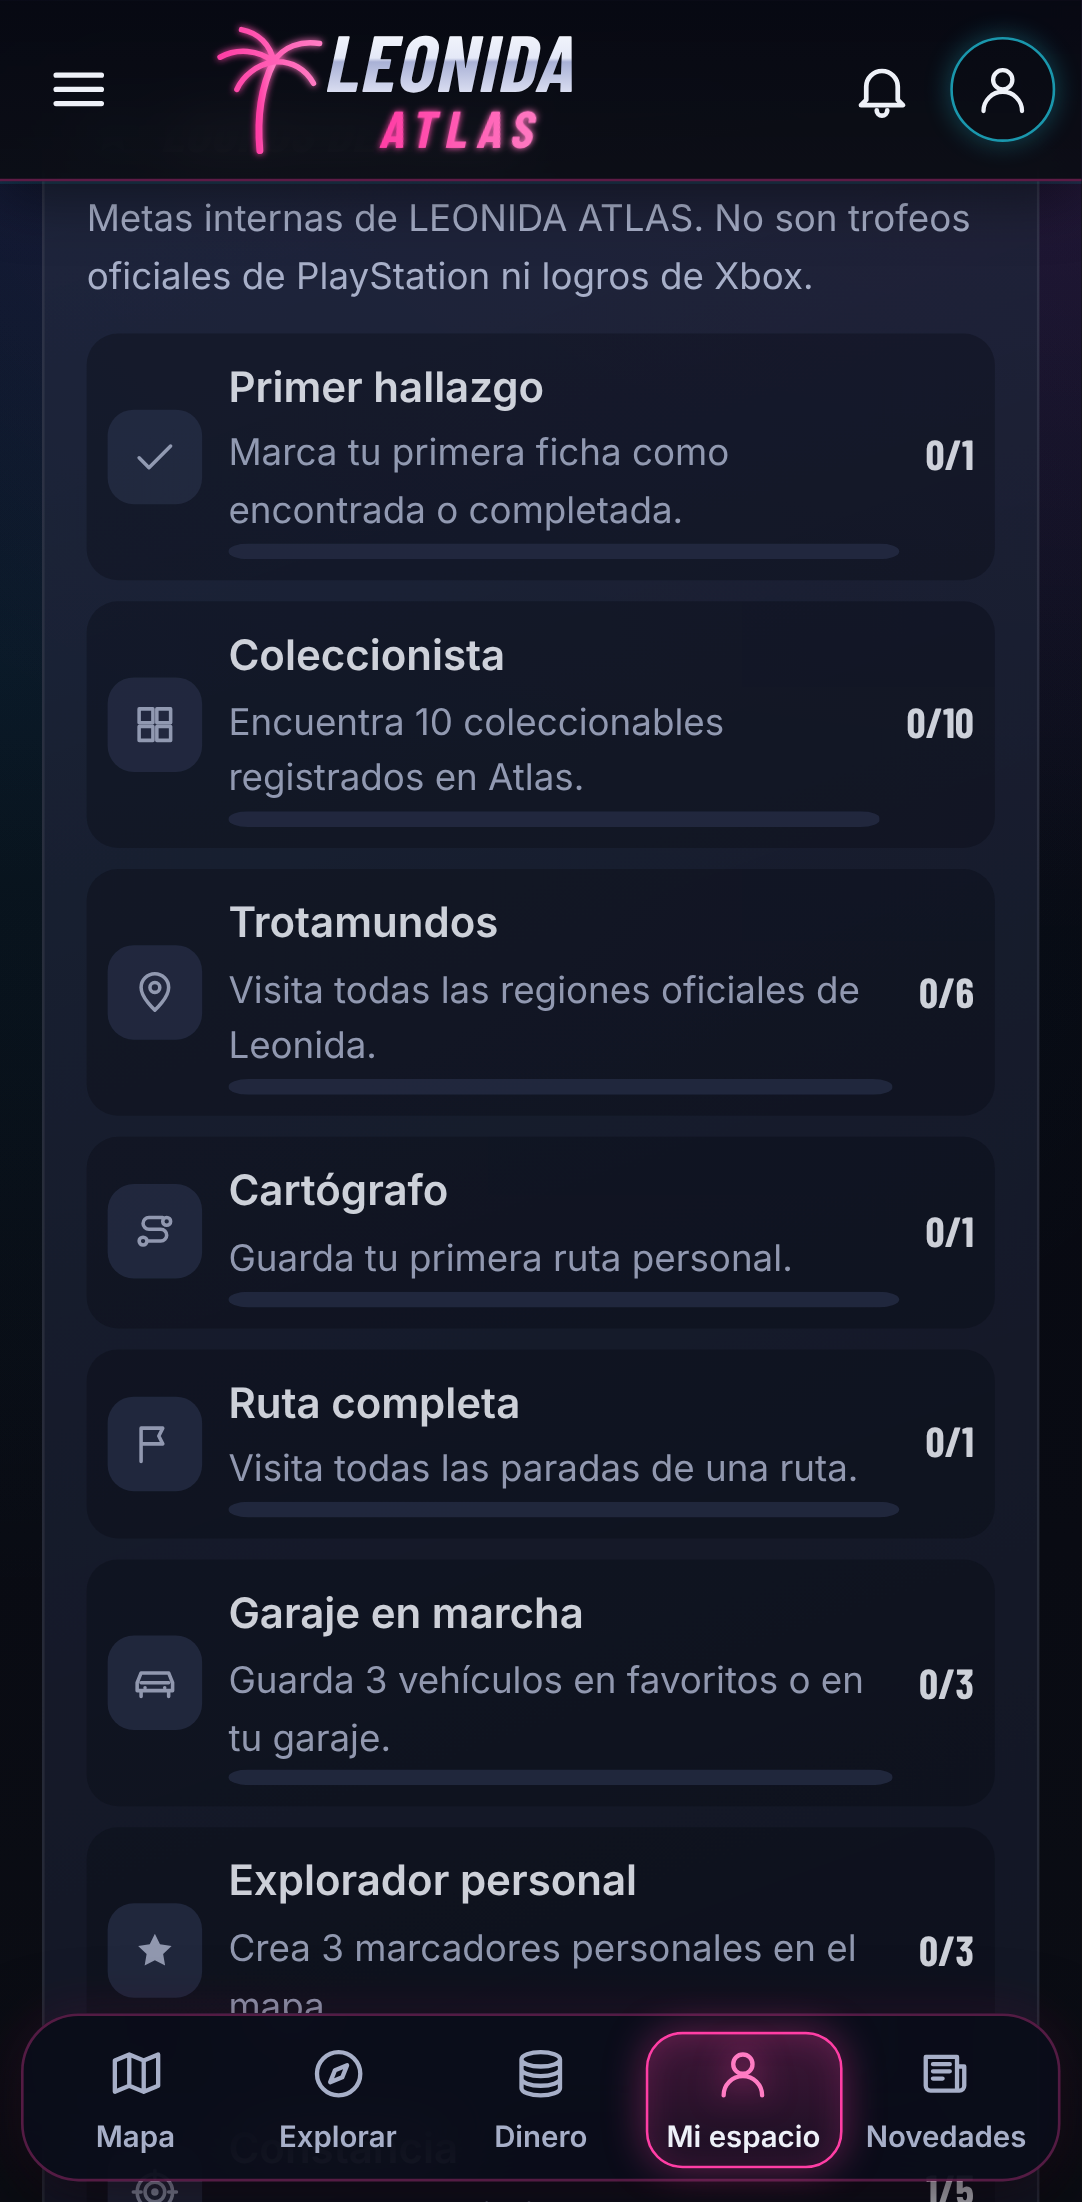 LEONIDA
ATLAS
Metas internas de LEONIDA ATLAS. No son trofeos
oficiales de PlayStation ni logros de Xbox.
Primer hallazgo
Marca tu primera ficha como
encontrada o completada.
0/1
Coleccionista
Encuentra 10 coleccionables
registrados en Atlas.
0/10
Trotamundos
Visita todas las regiones oficiales de
Leonida.
0/6
Cartógrafo
Guarda tu primera ruta personal.
0/1
Ruta completa
Visita todas las paradas de una ruta.
0/1
Garaje en marcha
Guarda 3 vehículos en favoritos o en
tu garaje.
0/3
Explorador personal
Crea 3 marcadores personales en el
mapa
0/3
Constancia
1/5
Mapa
Explorar
Dinero
Mi espacio
Novedades